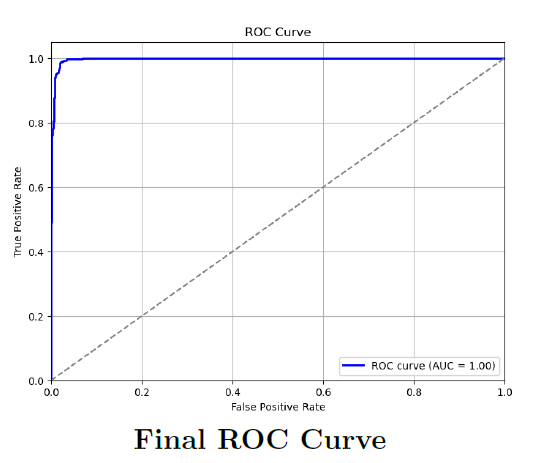 ROC Curve
1.0
0.8
0.6
0.4
0.2
0.0
True Positive Rate
ROC curve (AUC = 1.00)
0.0 0.2 0.4 0.6 0.8 1.0
False Positive Rate
Final ROC Curve